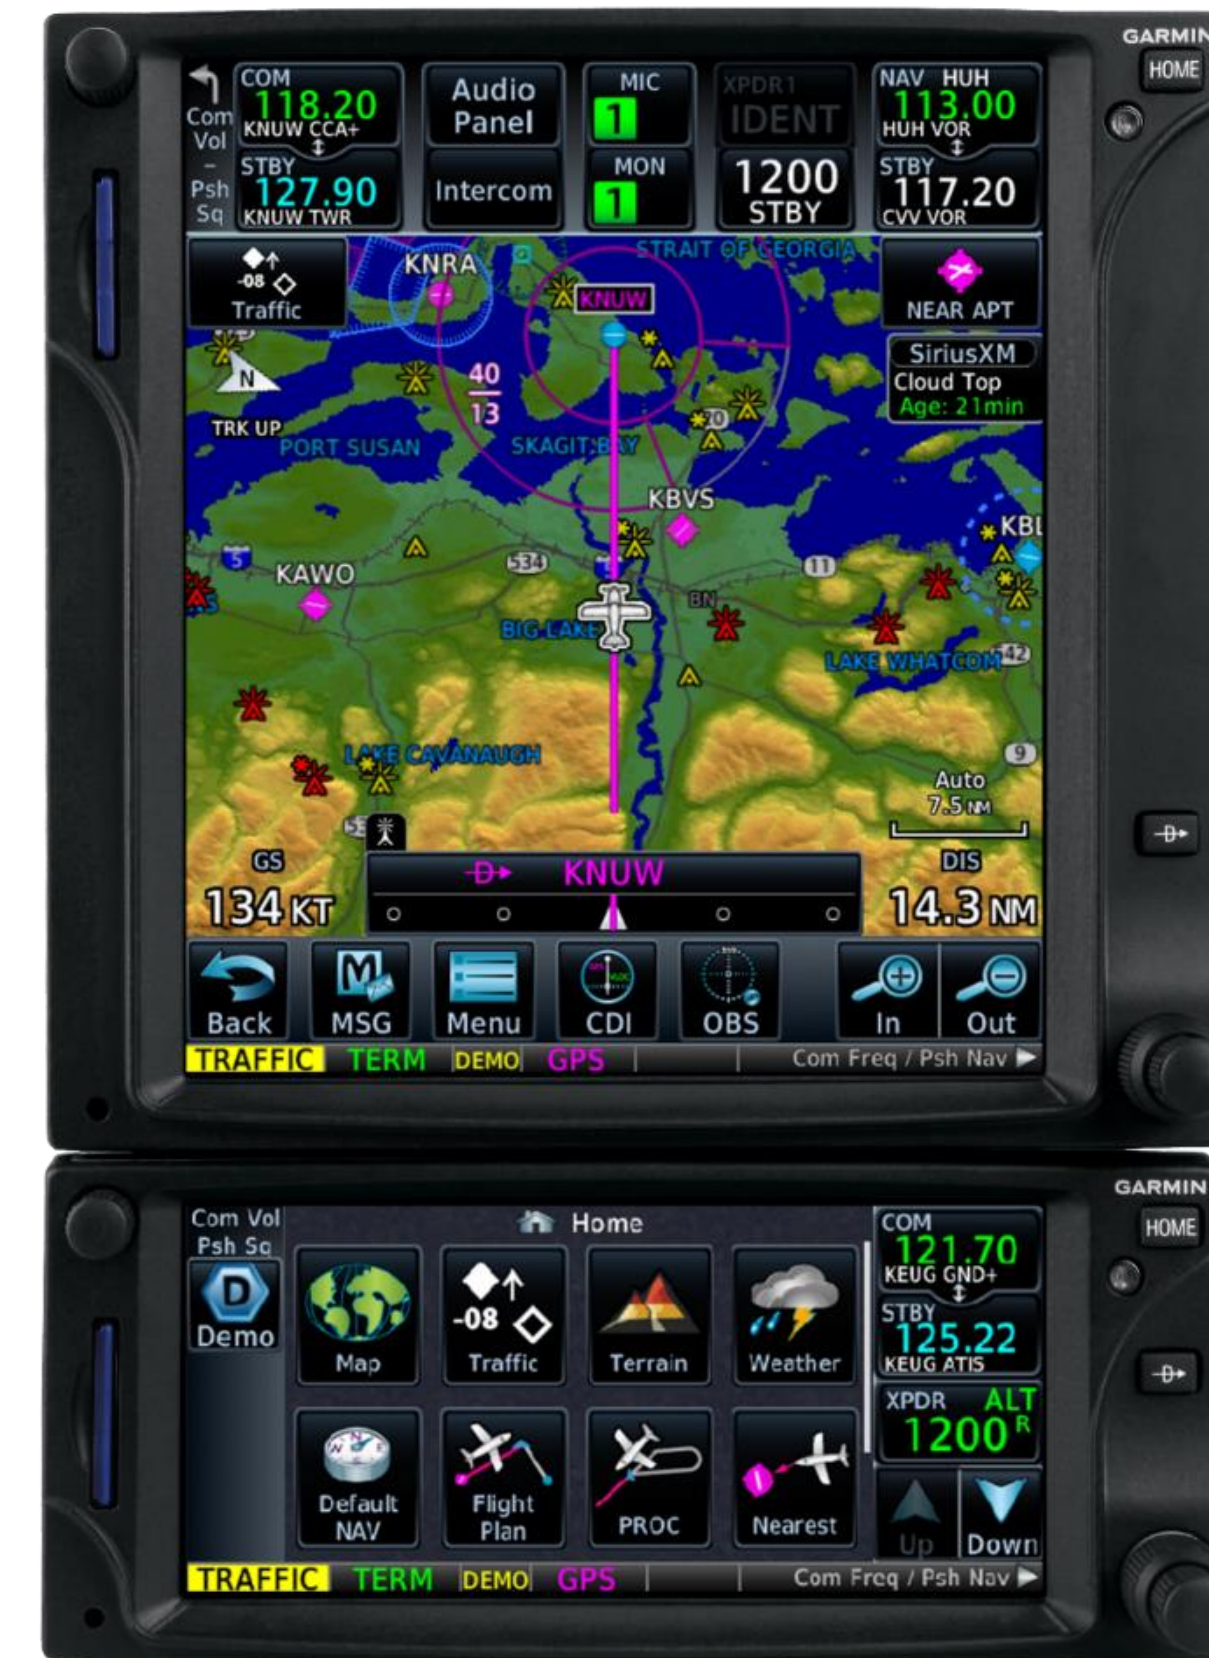 GARMIN
HOME
Com
Vol
–
Psh
Sq
COM
118.20
KNUW CCA+
STBY
127.90
KNUW TWR
Audio
Panel
Intercom
MIC
1
MON
1
XPDR1
IDENT
1200
STBY
NAV HUH
113.00
HUH VOR
STBY
117.20
CVV VOR
-08
Traffic
NEAR APT
SiriusXM
Cloud Top
Age: 21min
STRAIT OF GEORGIA
KNRA
KNUW
N
TRK UP
40
13
20
PORT SUSAN
SKAGIT BAY
KBVS
KBL
5
534
11
KAWO
BN
BIG LAKE
LAKE WHATCOM
542
LAKE CAVANAUGH
9
Auto
7.5 NM
53
GS
134 KT
D KNUW
DIS
14.3 NM
Back
MSG
Menu
CDI
OBS
In
Out
TRAFFIC TERM DEMO GPS Com Freq / Psh Nav
GARMIN
HOME
Com Vol
Psh Sq
D
Demo
Home
Map
-08
Traffic
Terrain
Weather
Default
NAV
Flight
Plan
PROC
Nearest
COM
121.70
KEUG GND+
STBY
125.22
KEUG ATIS
XPDR ALT
1200 R
Up
Down
TRAFFIC TERM DEMO GPS Com Freq / Psh Nav